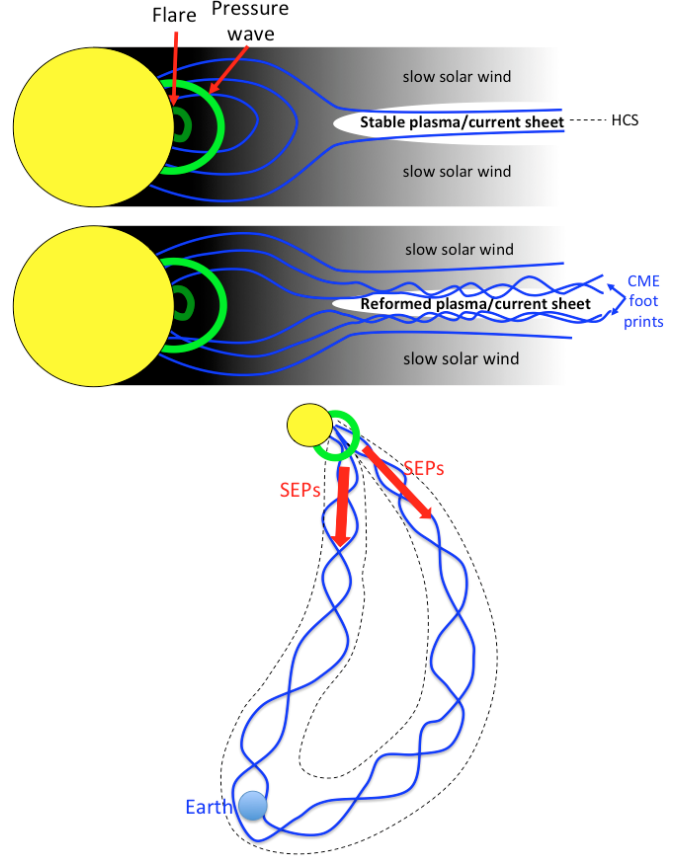 Flare
Pressure
wave
slow solar wind
Stable plasma/current sheet
HCS
slow solar wind
slow solar wind
CME
foot
prints
Reformed plasma/current sheet
slow solar wind
SEPs
SEPs
Earth